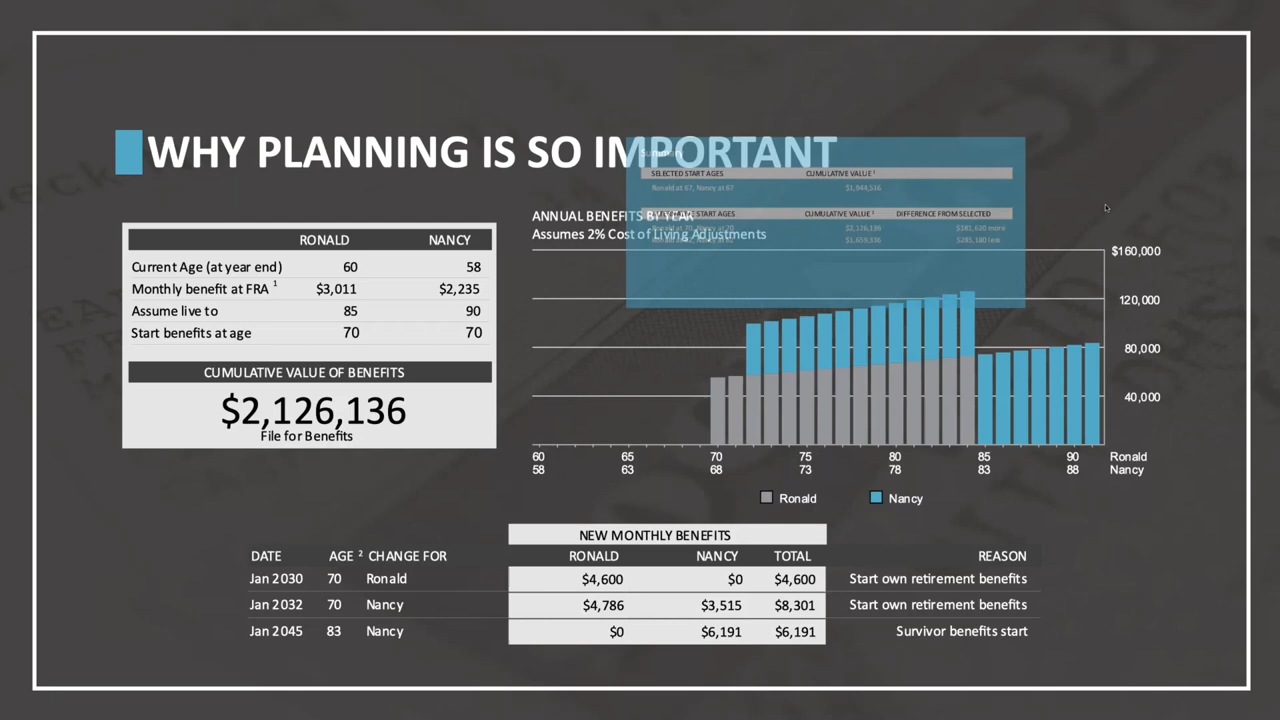 WHY PLANNING IS SO IMPORTANT
Summary
SELECTED START AGES CUMULATIVE VALUE ¹
Ronald at 67, Nancy at 67 $1,944,516
START AGES CUMULATIVE VALUE ¹ DIFFERENCE FROM SELECTED
$2,126,136 $181,620 more
$1,659,336 $285,180 less
ANNUAL BENEFITS BY YEAR
Assumes 2% Cost of Living Adjustments
RONALD NANCY
Current Age (at year end) 60 58
Monthly benefit at FRA ¹ $3,011 $2,235
Assume live to 85 90
Start benefits at age 70 70
CUMULATIVE VALUE OF BENEFITS
$2,126,136
File for Benefits
$160,000
120,000
80,000
40,000
60 65 70 75 80 85 90 Ronald
58 63 68 73 78 83 88 Nancy
Ronald Nancy
NEW MONTHLY BENEFITS
DATE AGE ² CHANGE FOR RONALD NANCY TOTAL REASON
Jan 2030 70 Ronald $4,600 $0 $4,600 Start own retirement benefits
Jan 2032 70 Nancy $4,786 $3,515 $8,301 Start own retirement benefits
Jan 2045 83 Nancy $0 $6,191 $6,191 Survivor benefits start